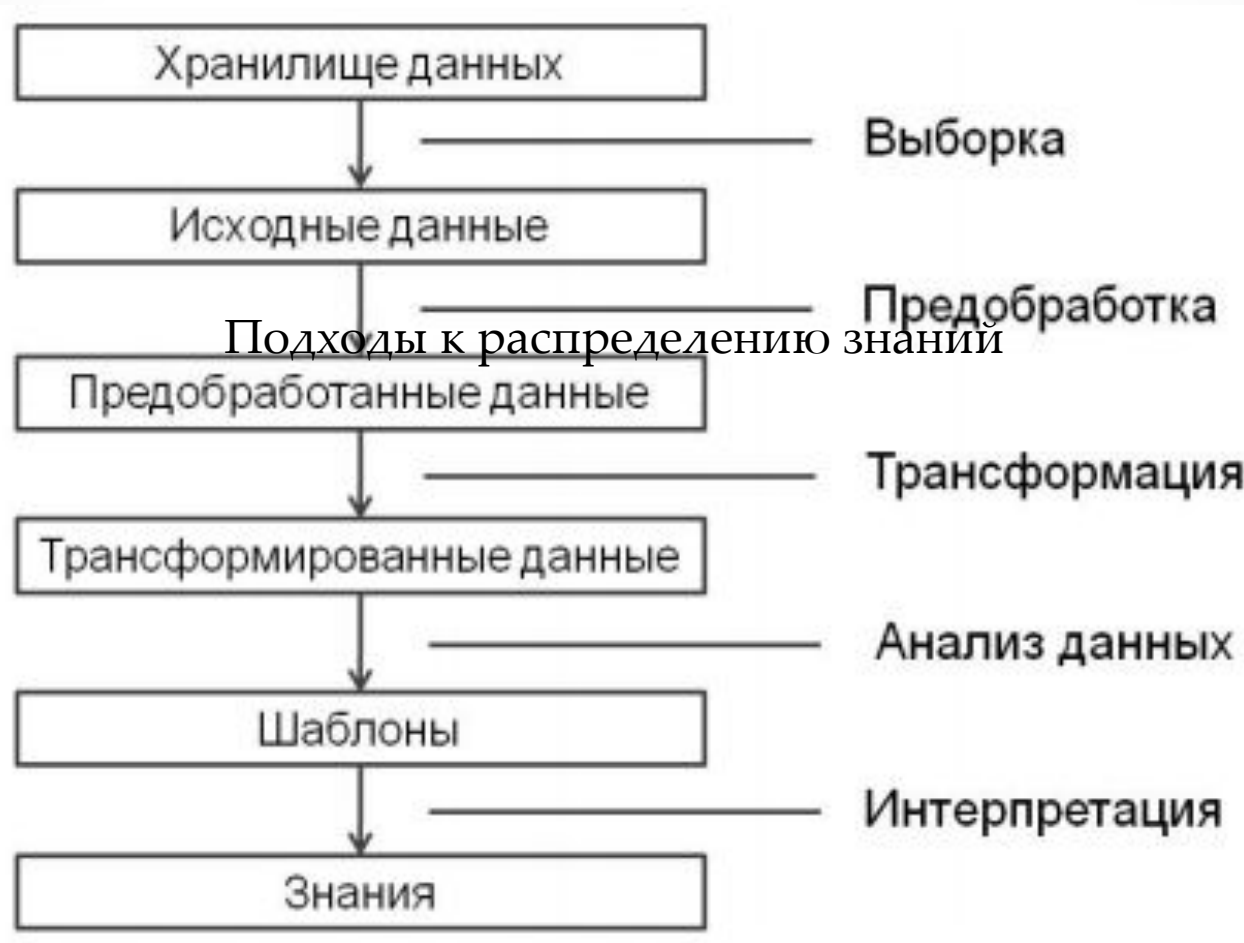 Хранилище данных
Выборка
Исходные данные
Предобработка
Подходы к распределению знаний
Предобработанные данные
Трансформация
Трансформированные данные
Анализ данных
Шаблоны
Интерпретация
Знания